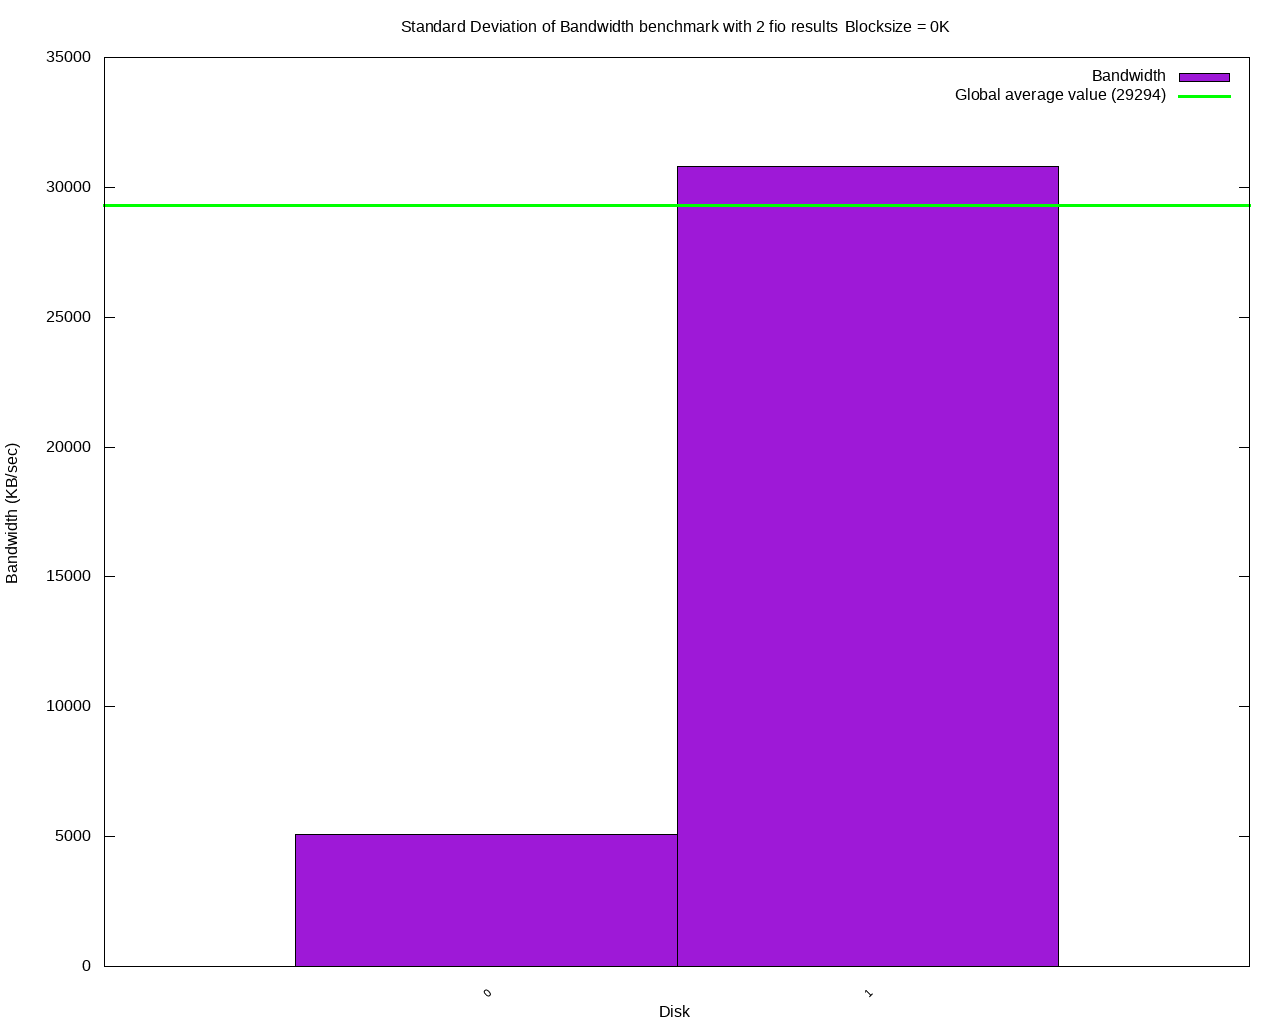 Standard Deviation of Bandwidth benchmark with 2 fio results Blocksize = 0K
35000
Bandwidth
Global average value (29294)
30000
25000
20000
15000
10000
5000
0
Bandwidth (KB/sec)
0
1
Disk